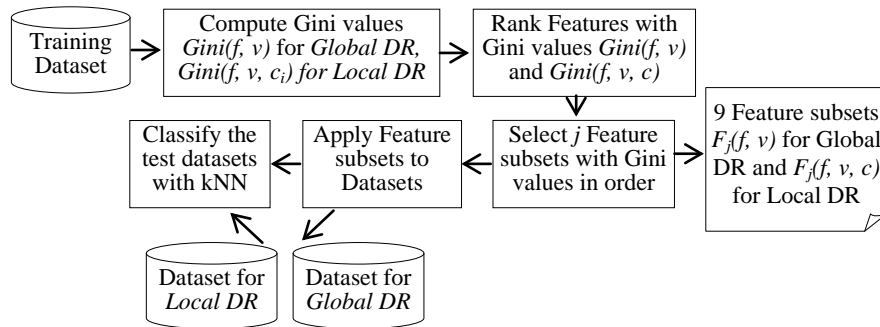 Training
Dataset
Compute Gini values
Gini(f, v) for Global DR,
Gini(f, v, ci) for Local DR
Rank Features with
Gini values Gini(f, v)
and Gini(f, v, c)
9 Feature subsets
Fj(f, v) for Global
DR and Fj(f, v, c)
for Local DR
Select j Feature
subsets with Gini
values in order
Apply Feature
subsets to
Datasets
Classify the
test datasets
with kNN
Dataset for
Local DR
Dataset for
Global DR